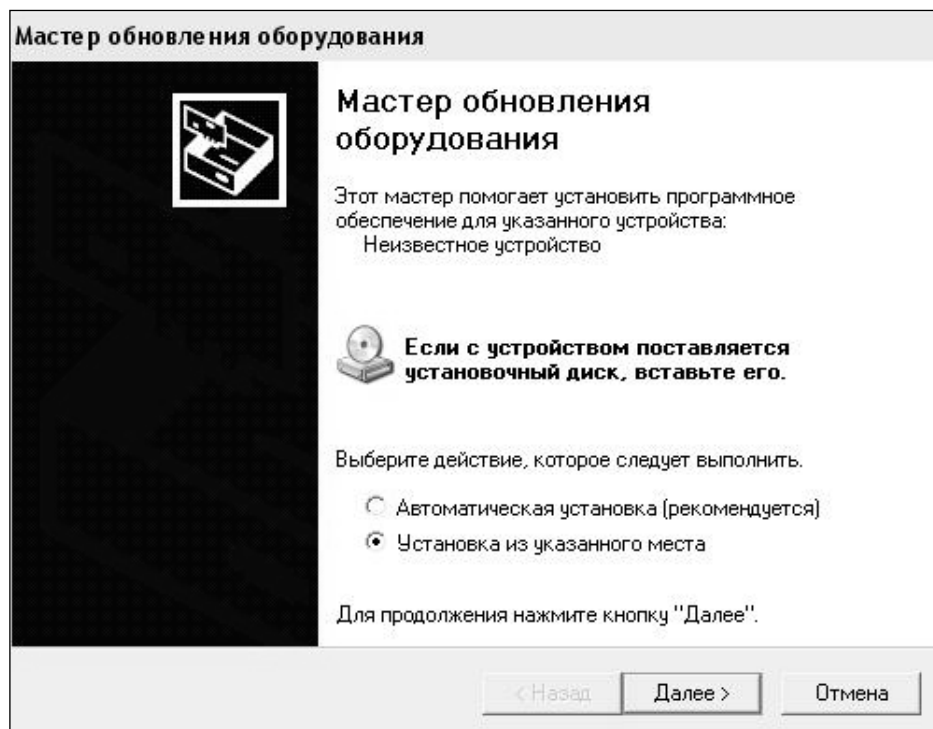 Мастер обновления оборудования
Мастер обновления
оборудования
Этот мастер помогает установить программное
обеспечение для указанного устройства:
Неизвестное устройство
Если с устройством поставляется
установочный диск, вставьте его.
Выберите действие, которое следует выполнить.
Автоматическая установка (рекомендуется)
Установка из указанного места
Для продолжения нажмите кнопку "Далее".
< Назад
Далее >
Отмена